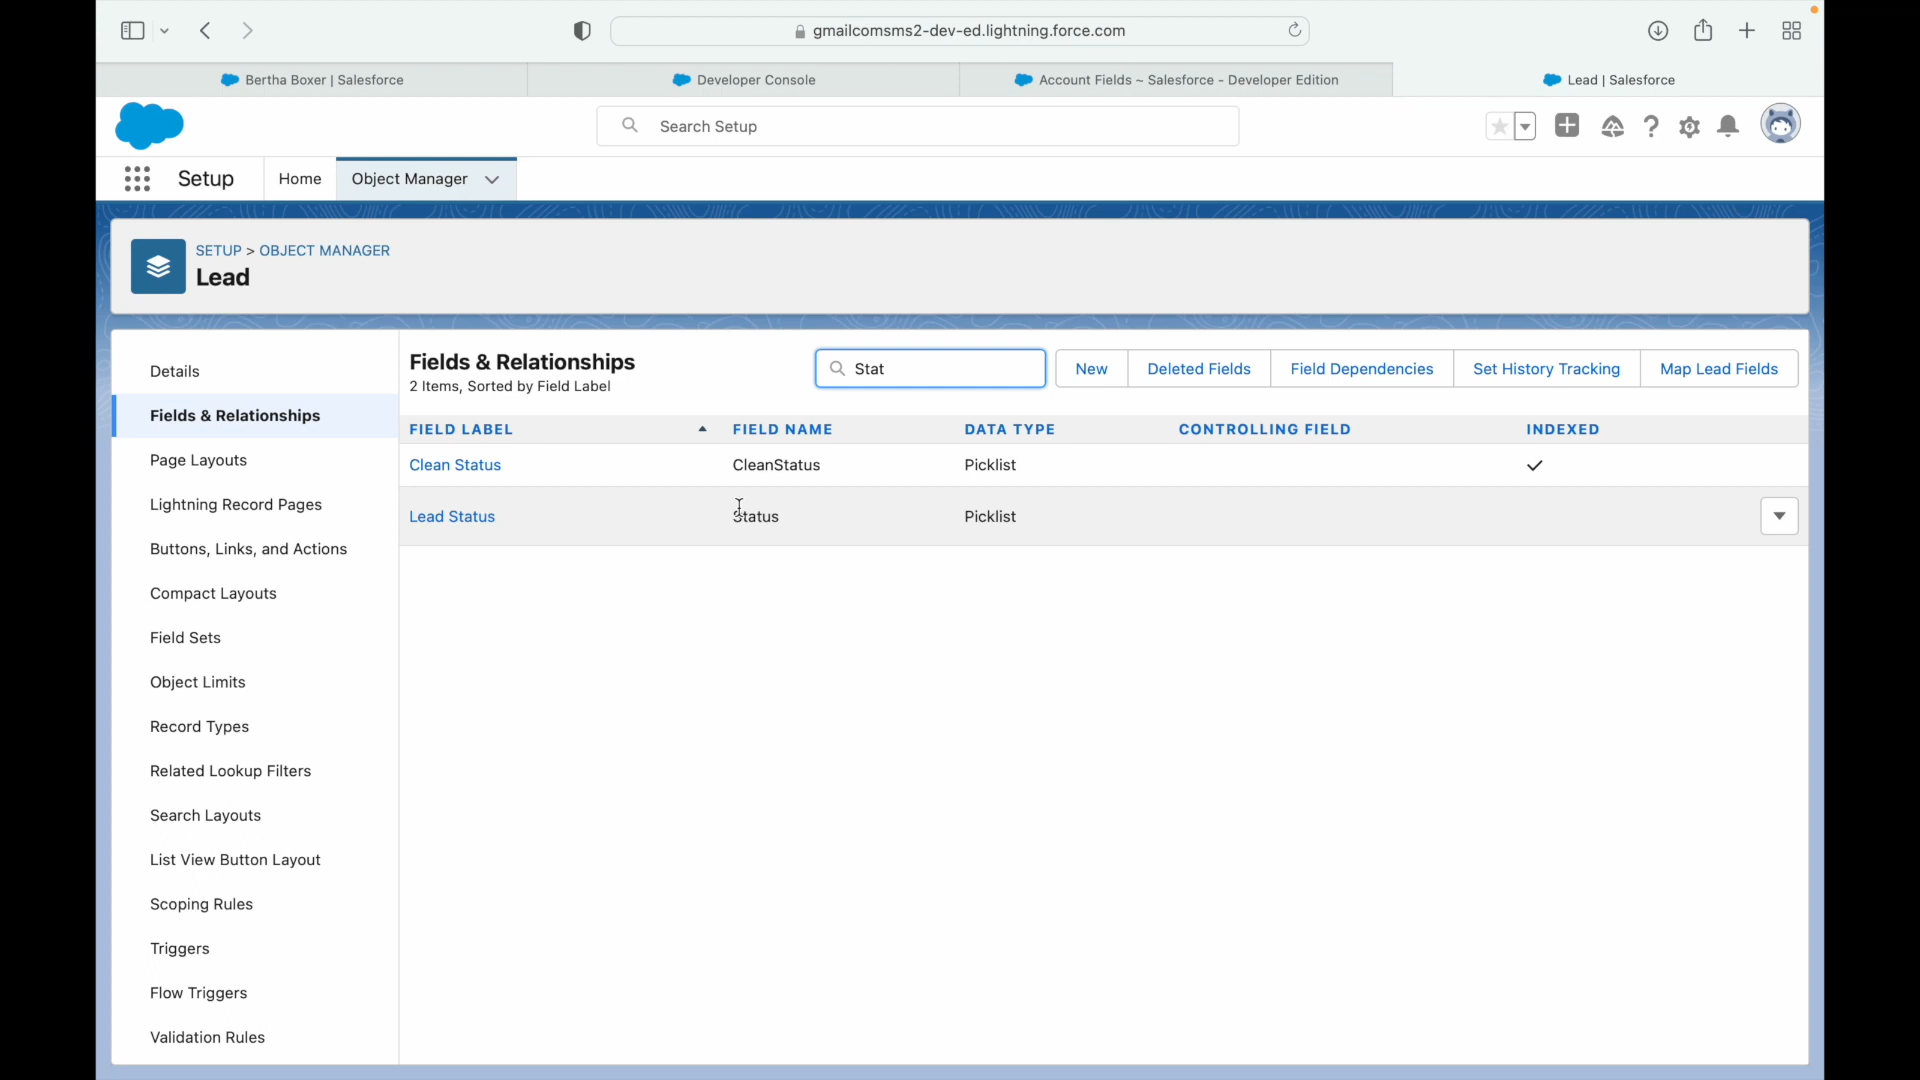 gmailcomsms2-dev-ed.lightning.force.com
Bertha Boxer | Salesforce
Developer Console
Account Fields ~ Salesforce - Developer Edition
Lead | Salesforce
Search Setup
Setup
Home
Object Manager
SETUP > OBJECT MANAGER
Lead
Details
Fields & Relationships
Page Layouts
Lightning Record Pages
Buttons, Links, and Actions
Compact Layouts
Field Sets
Object Limits
Record Types
Related Lookup Filters
Search Layouts
List View Button Layout
Scoping Rules
Triggers
Flow Triggers
Validation Rules
Fields & Relationships
2 Items, Sorted by Field Label
Stat
New
Deleted Fields
Field Dependencies
Set History Tracking
Map Lead Fields
FIELD LABEL FIELD NAME DATA TYPE CONTROLLING FIELD INDEXED
Clean Status CleanStatus Picklist
Lead Status Status Picklist